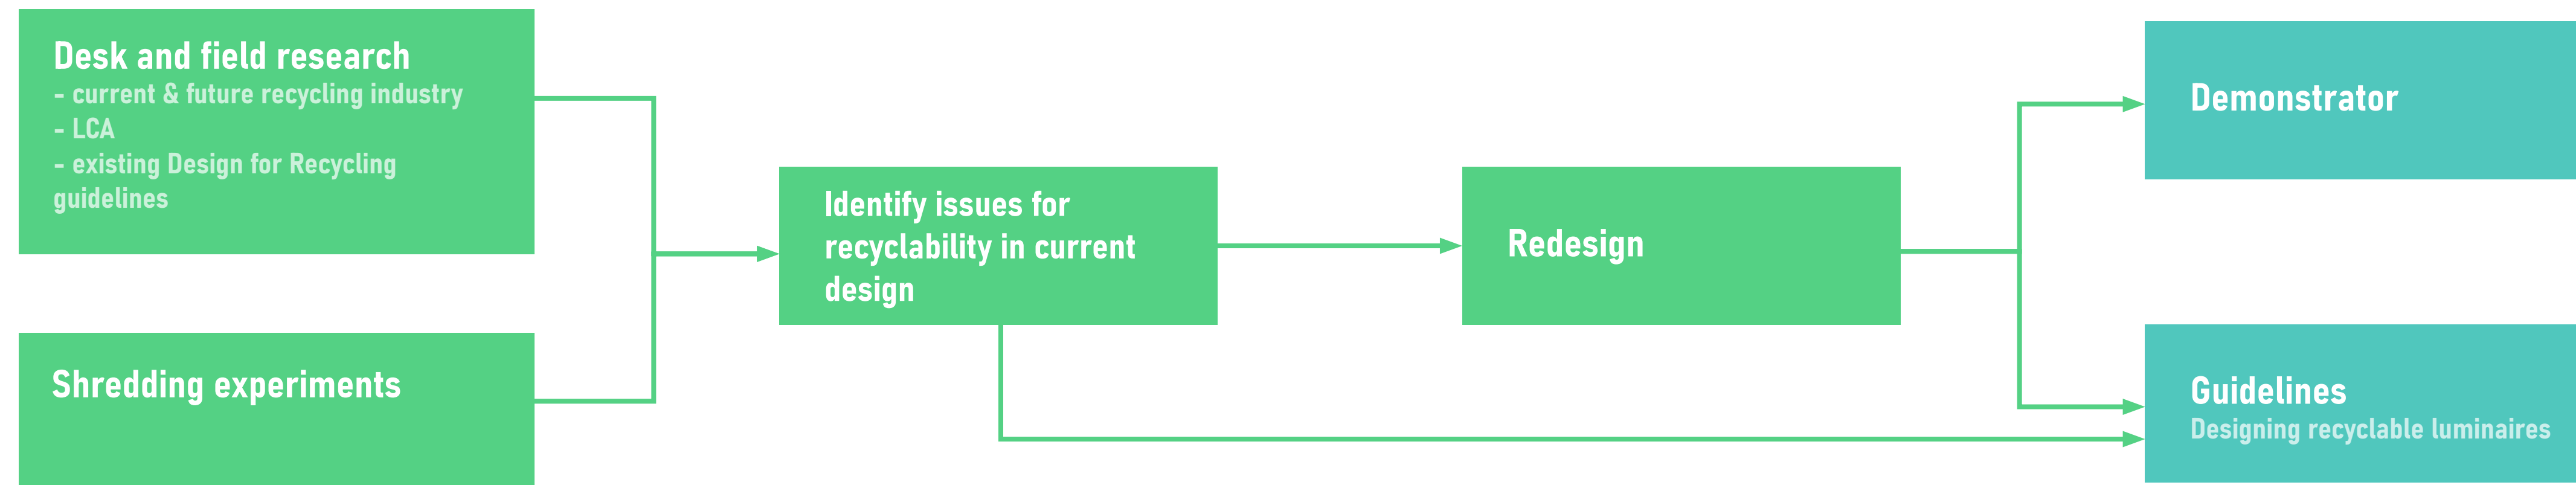 Desk and field research
- current & future recycling industry
- LCA
- existing Design for Recycling
guidelines
Shredding experiments
Identify issues for
recyclability in current
design
Redesign
Demonstrator
Guidelines
Designing recyclable luminaires